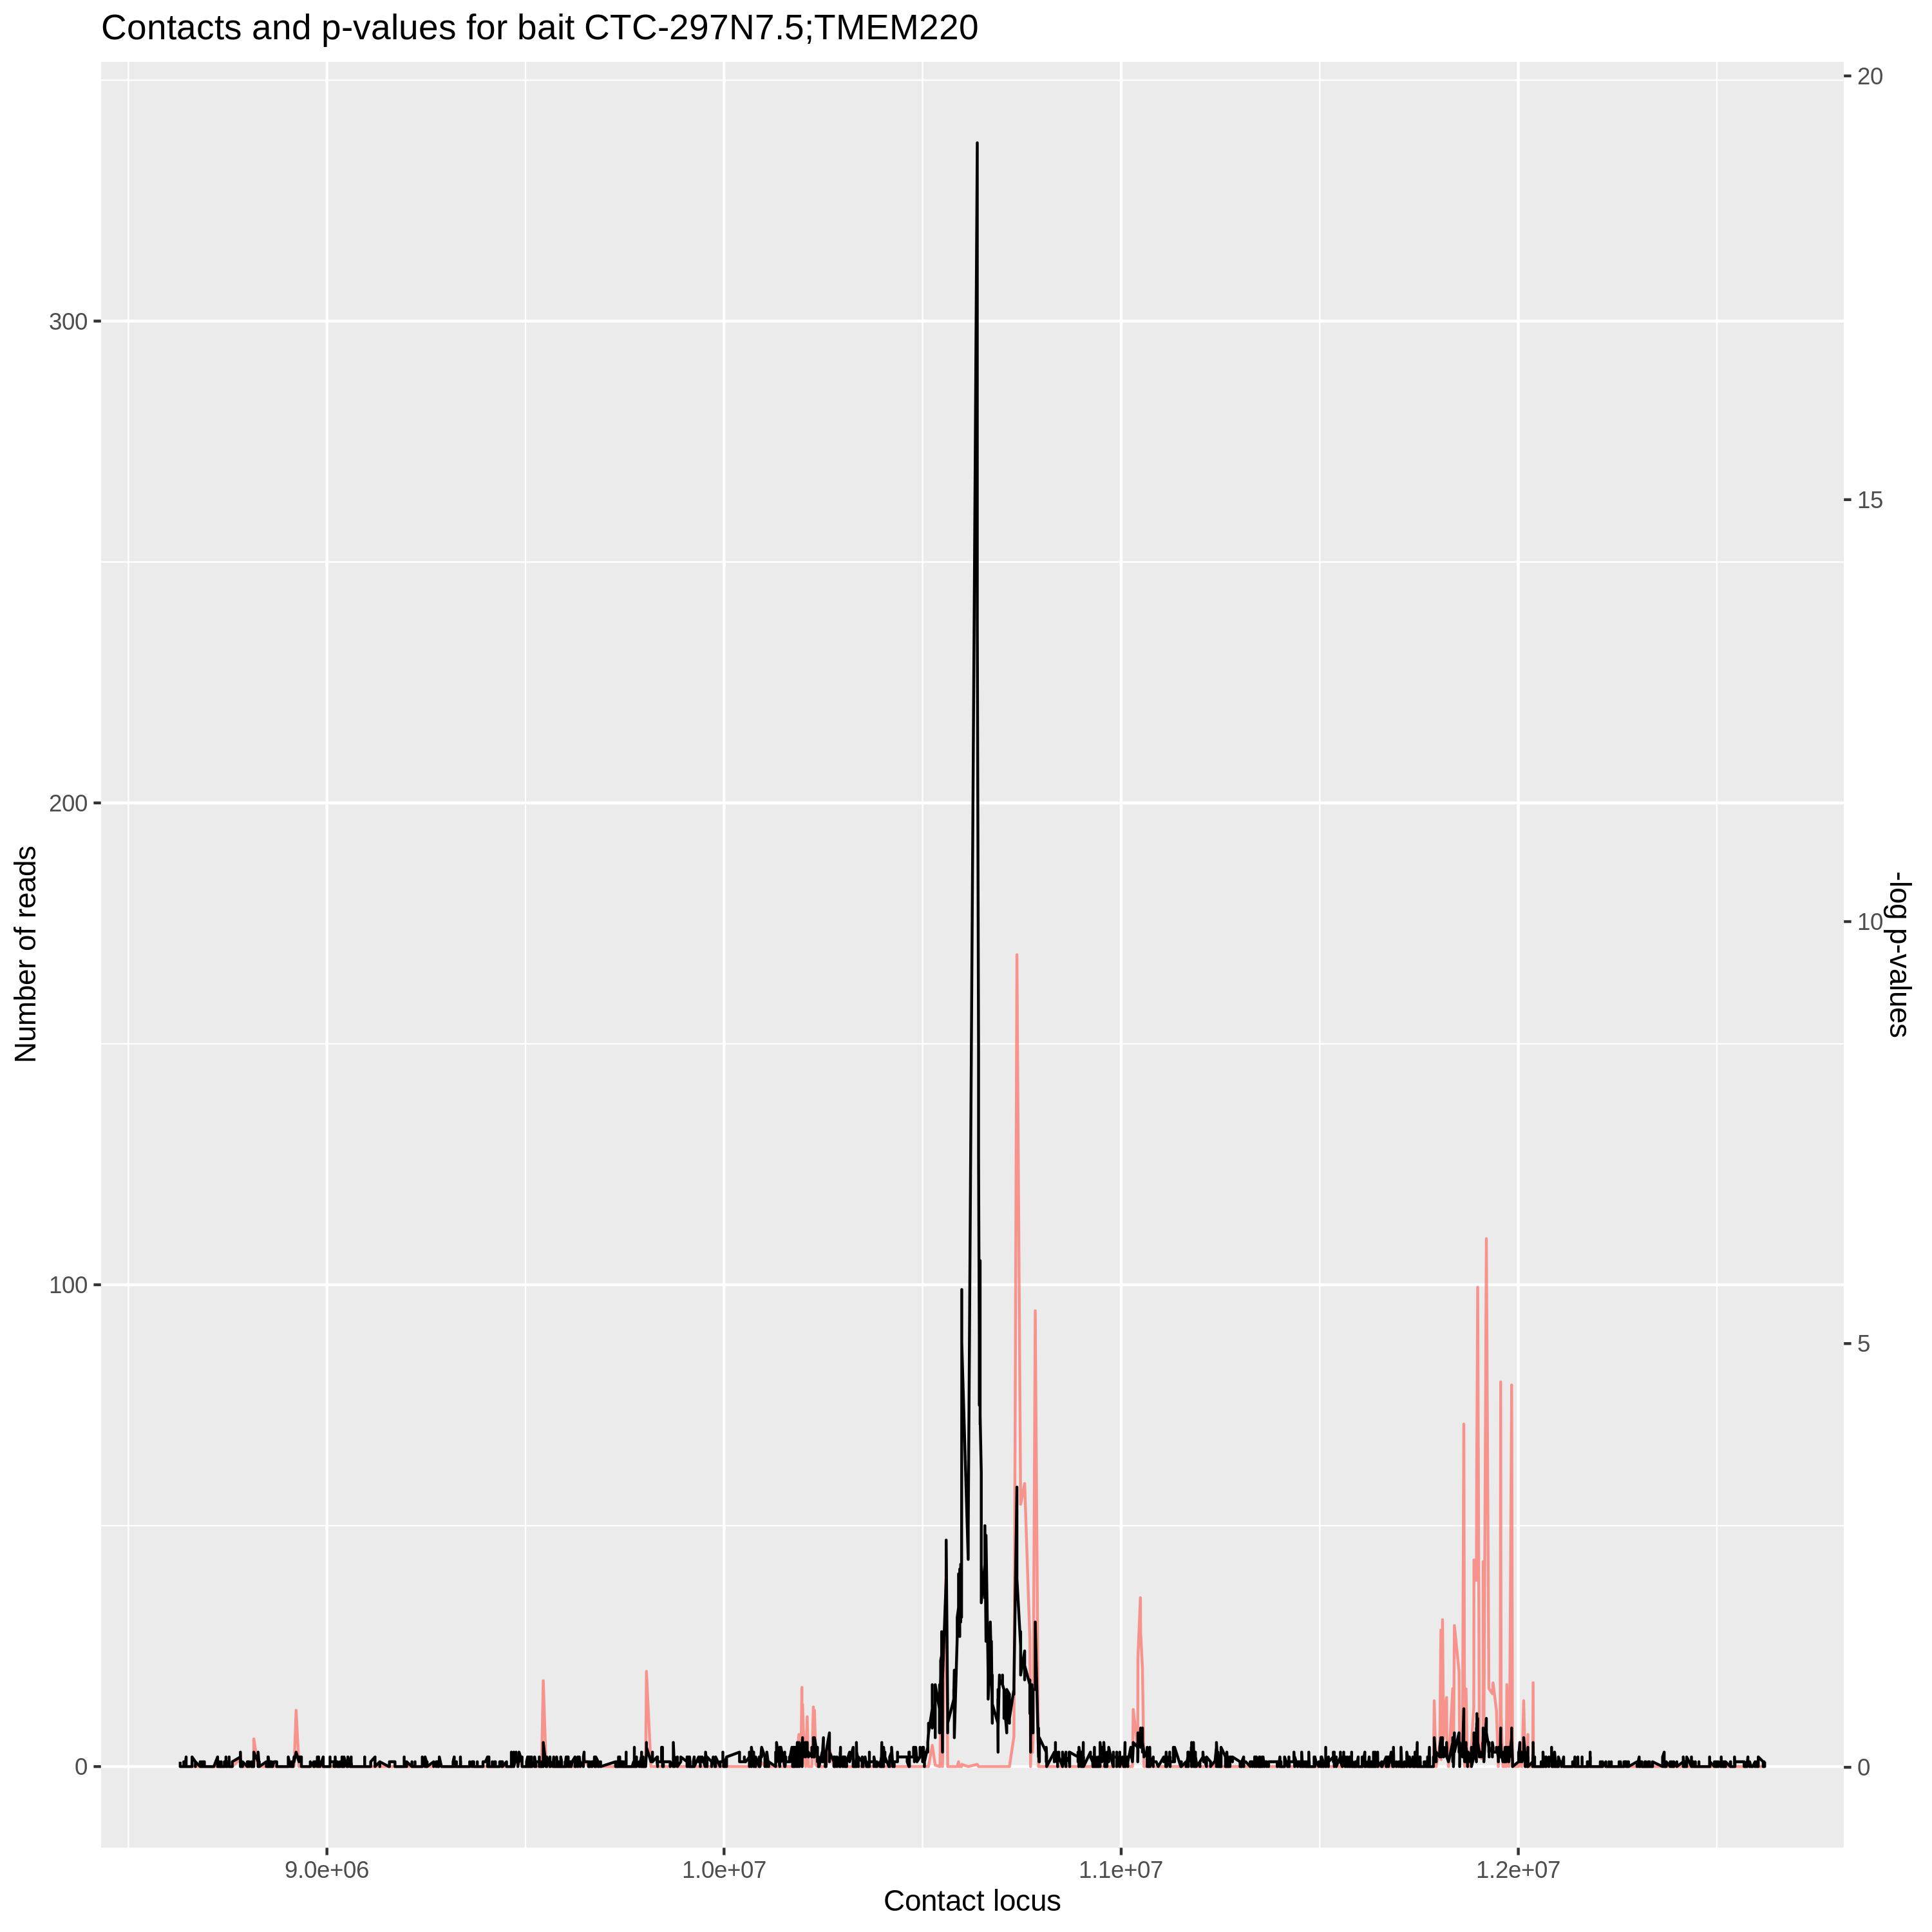 Contacts and p-values for bait CTC-297N7.5;TMEM220
Number of reads
300
200
100
0
20
15
10
5
0
-log p-values
9.0e+06
1.0e+07
1.1e+07
1.2e+07
Contact locus